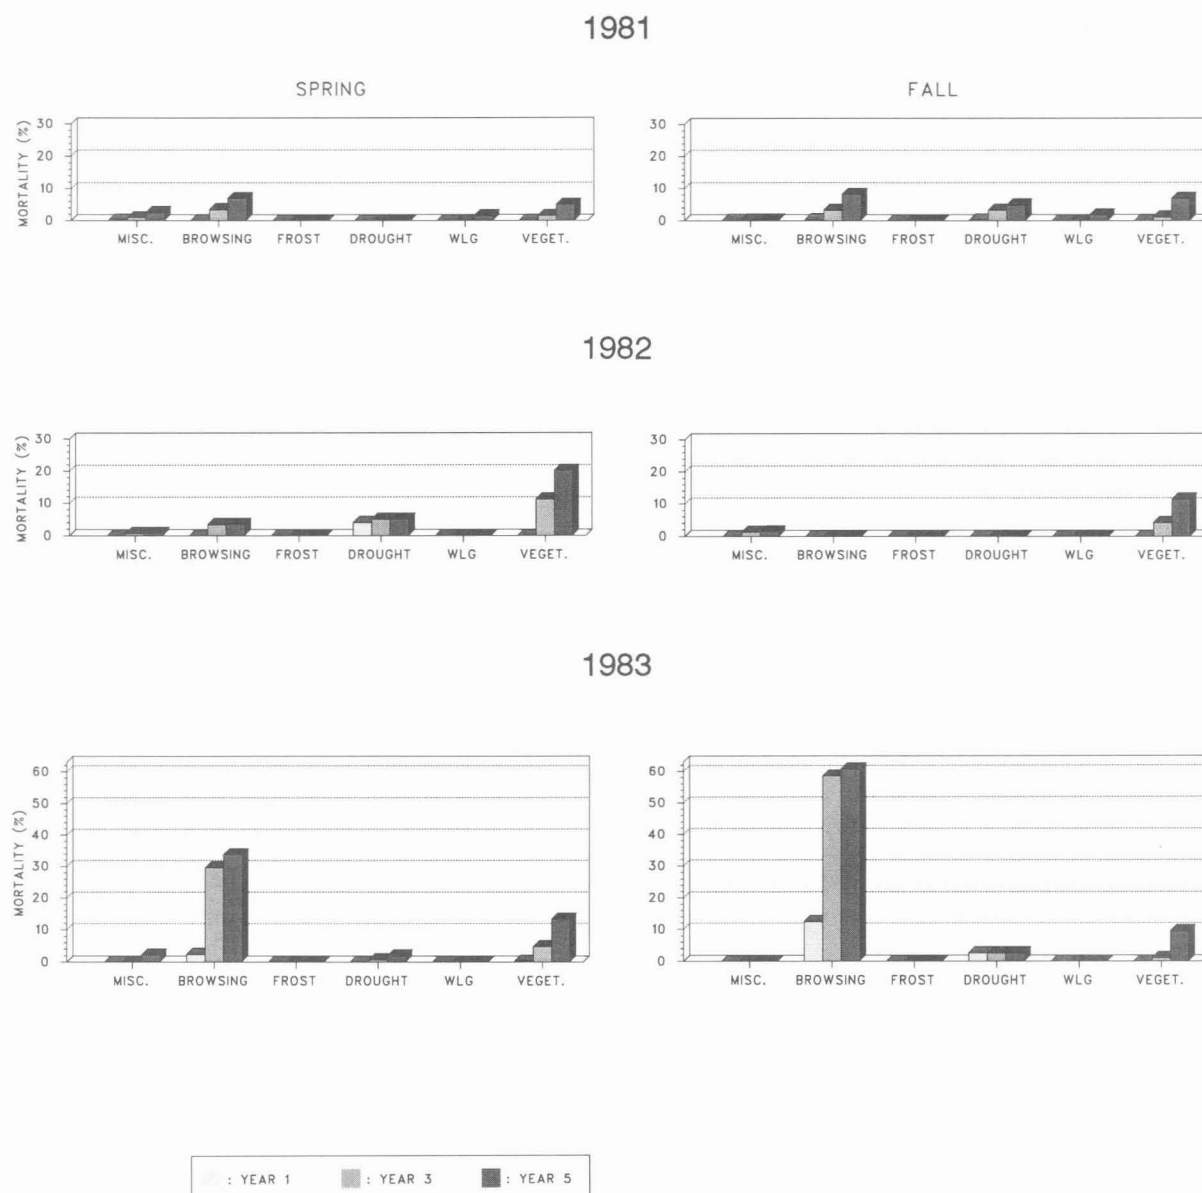 1981
SPRING FALL
MORTALITY (%)
30 30
20 20
10 10
0 0
MISC. BROWSING FROST DROUGHT WLG VEGET. MISC. BROWSING FROST DROUGHT WLG VEGET.
1982
MORTALITY (%)
30 30
20 20
10 10
0 0
MISC. BROWSING FROST DROUGHT WLG VEGET. MISC. BROWSING FROST DROUGHT WLG VEGET.
1983
MORTALITY (%)
60 60
50 50
40 40
30 30
20 20
10 10
0 0
MISC. BROWSING FROST DROUGHT WLG VEGET. MISC. BROWSING FROST DROUGHT WLG VEGET.
: YEAR 1 : YEAR 3 : YEAR 5